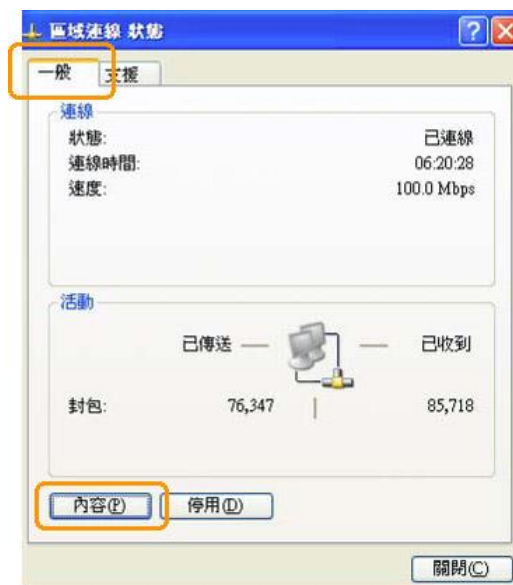 區域連線 狀態
一般 支援
連線
狀態: 已連線
連線時間: 06:20:28
速度: 100.0 Mbps
活動
已傳送 — — 已收到
封包: 76,347 | 85,718
內容(P) 停用(D)
關閉(C)